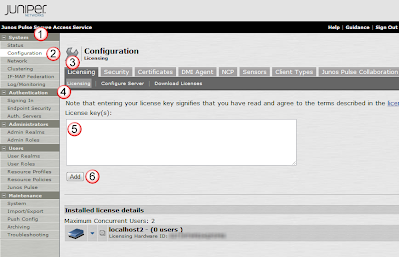 JUNIPER
NETWORKS
Junos Pulse Access Service
Help | Guidance | Sign Out
System
1
Status
Configuration
2
Network
Clustering
IF-MAP Federation
Log/Monitoring
Authentication
Signing In
Endpoint Security
Auth. Servers
Administrators
Admin Realms
Admin Roles
Users
User Realms
User Roles
Resource Profiles
Resource Policies
Junos Pulse
Maintenance
System
Import/Export
Push Config
Archiving
Troubleshooting
Configuration
3
Licensing Security Certificates DMI Agent NCP Sensors Client Types Junos Pulse Collaboration
4
Licensing | Configure Server | Download Licenses
Note that entering your license key signifies that you have read and agree to the terms described in the
License key(s):
5
Add
6
Installed license details
Maximum Concurrent Users: 2
localhost2 - (0 users )
Licensing Hardware ID: